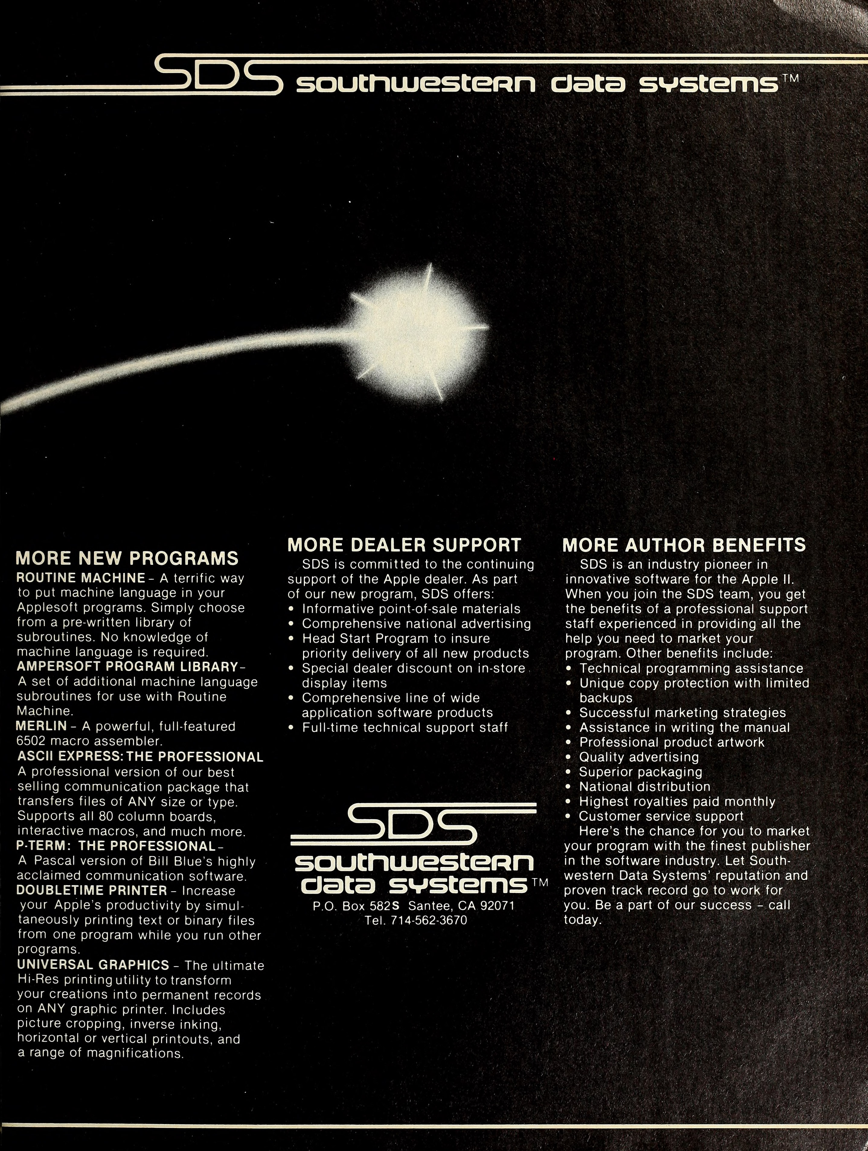 SDS southwestern data systems™
MORE NEW PROGRAMS
ROUTINE MACHINE – A terrific way
to put machine language in your
Applesoft programs. Simply choose
from a pre-written library of
subroutines. No knowledge of
machine language is required.
AMPERSOFT PROGRAM LIBRARY–
A set of additional machine language
subroutines for use with Routine
Machine.
MERLIN – A powerful, full-featured
6502 macro assembler.
ASCII EXPRESS: THE PROFESSIONAL
A professional version of our best
selling communication package that
transfers files of ANY size or type.
Supports all 80 column boards,
interactive macros, and much more.
P-TERM: THE PROFESSIONAL–
A Pascal version of Bill Blue's highly
acclaimed communication software.
DOUBLETIME PRINTER – Increase
your Apple's productivity by simul-
taneously printing text or binary files
from one program while you run other
programs.
UNIVERSAL GRAPHICS – The ultimate
Hi-Res printing utility to transform
your creations into permanent records
on ANY graphic printer. Includes
picture cropping, inverse inking,
horizontal or vertical printouts, and
a range of magnifications.
MORE DEALER SUPPORT
SDS is committed to the continuing
support of the Apple dealer. As part
of our new program, SDS offers:
• Informative point-of-sale materials
• Comprehensive national advertising
• Head Start Program to insure
priority delivery of all new products
• Special dealer discount on in-store
display items
• Comprehensive line of wide
application software products
• Full-time technical support staff
SDS
southwestern
data systems™
P.O. Box 582S Santee, CA 92071
Tel. 714-562-3670
MORE AUTHOR BENEFITS
SDS is an industry pioneer in
innovative software for the Apple II.
When you join the SDS team, you get
the benefits of a professional support
staff experienced in providing all the
help you need to market your
program. Other benefits include:
• Technical programming assistance
• Unique copy protection with limited
backups
• Successful marketing strategies
• Assistance in writing the manual
• Professional product artwork
• Quality advertising
• Superior packaging
• National distribution
• Highest royalties paid monthly
• Customer service support
Here's the chance for you to market
your program with the finest publisher
in the software industry. Let South-
western Data Systems' reputation and
proven track record go to work for
you. Be a part of our success – call
today.